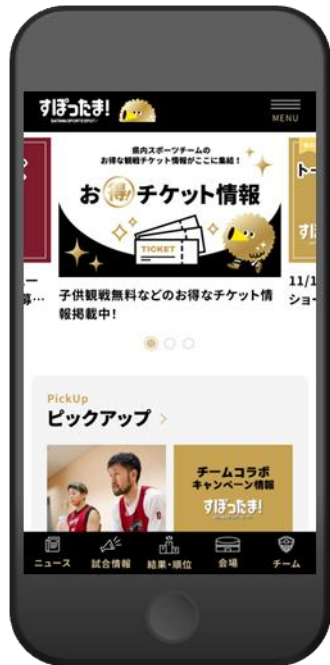 すぽったま!
SAITAMA SPORTS SPOT!
MENU
県内スポーツチームの
お得な観戦チケット情報がここに集結!
お得!チケット情報
TICKET
子供観戦無料などのお得なチケット情
報掲載中!
11/1
ショー
PickUp
ピックアップ
チームコラボ
キャンペーン情報
すぽったま!
ニュース
試合情報
結果・順位
会場
チーム